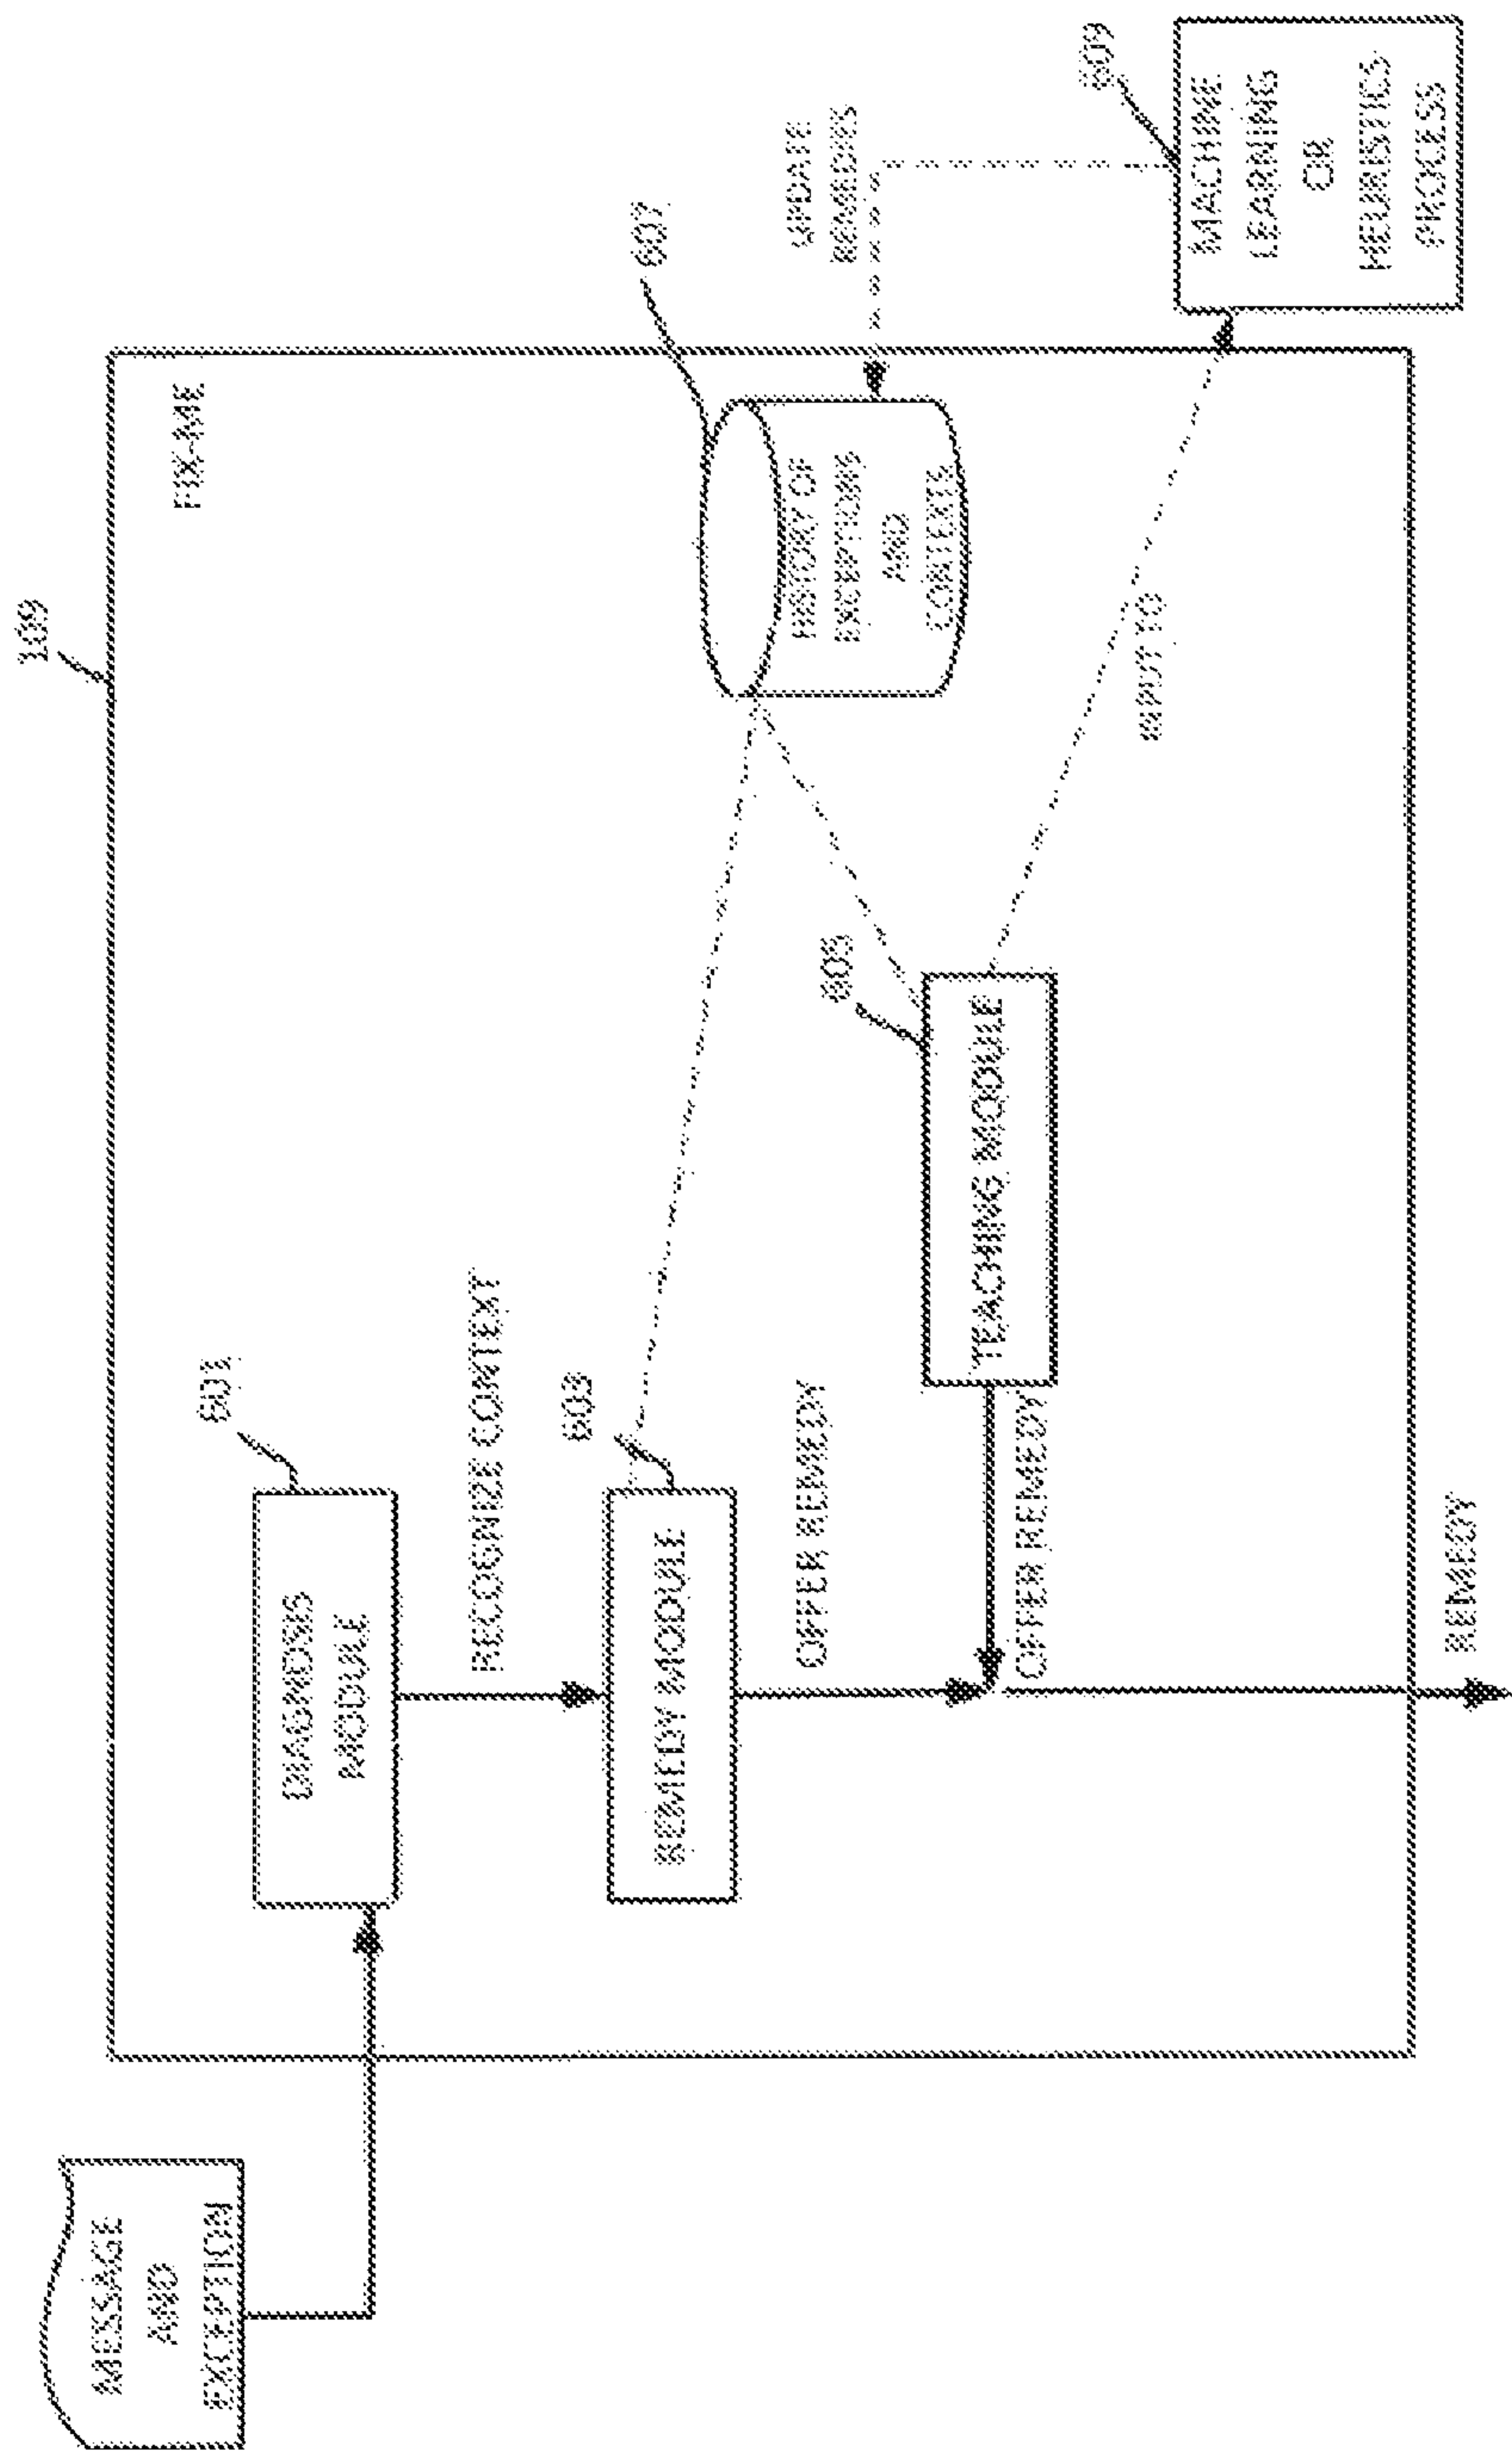 MESSAGE
AND
EXCEPTION
109
FIX-ME
601
DIAGNOSIS
MODULE
RECOGNIZE CONTEXT
603
REMEDY MODULE
OFFER REMEDY
605
TEACHING MODULE
OFFER REMEDY
REMEDY
607
HISTORY OF
EXCEPTIONS
AND
CONTEXTS
UPDATE
REMEDIES
INPUT TO
609
MACHINE
LEARNING
OR
HEURISTICS
PROCESS